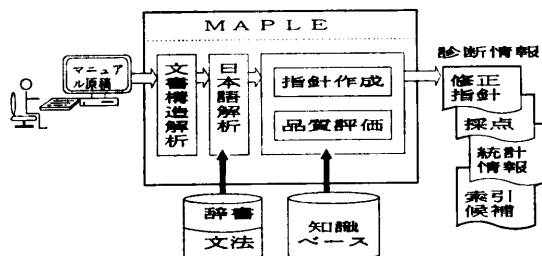 MAPLE
マニュア
ル原稿
文書構造解析
日本語解析
指針作成
品質評価
診断情報
修正
指針
採点
統計
情報
索引
候補
辞書
文法
知識
ベース